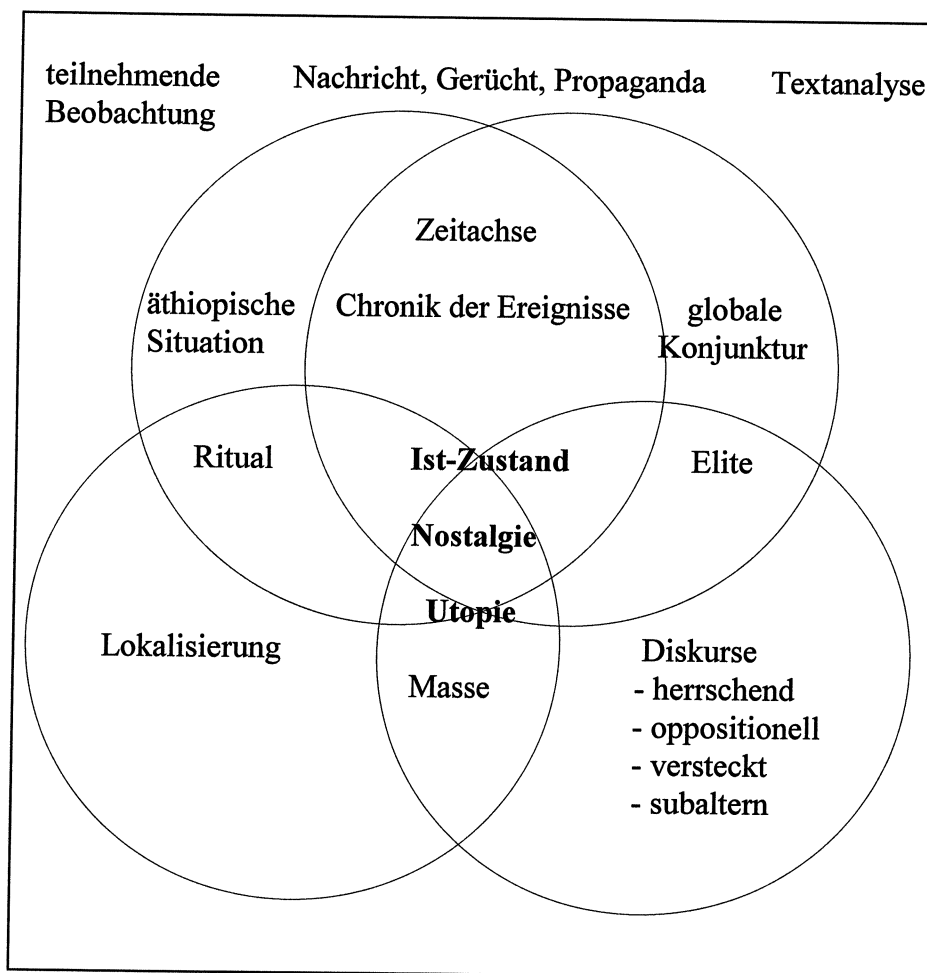 teilnehmende
Beobachtung
Nachricht, Gerücht, Propaganda
Textanalyse
Zeitachse
äthiopische
Situation
Chronik der Ereignisse
globale
Konjunktur
Ritual
Ist-Zustand
Elite
Nostalgie
Utopie
Lokalisierung
Masse
Diskurse
- herrschend
- oppositionell
- versteckt
- subaltern